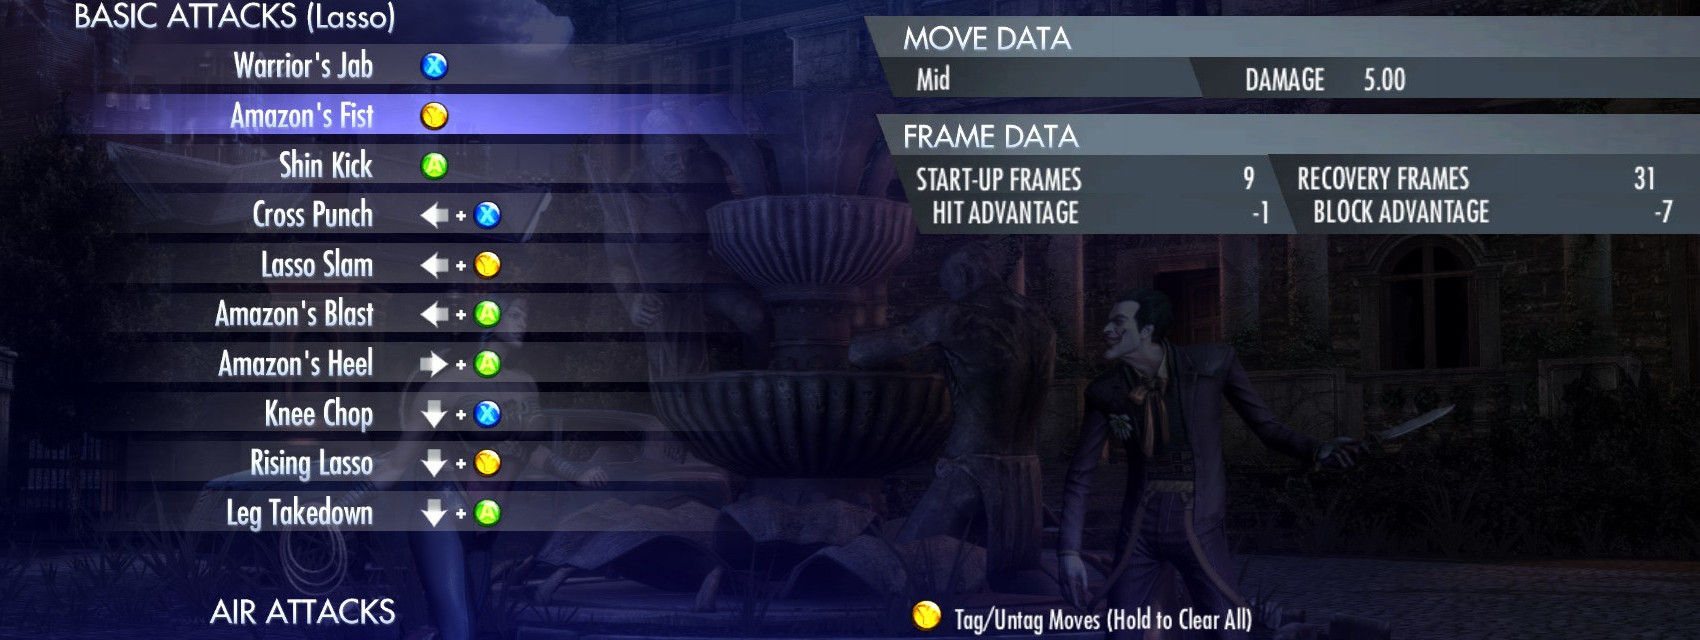 BASIC ATTACKS (Lasso)
Warrior's Jab X
Amazon's Fist Y
Shin Kick A
Cross Punch + X
Lasso Slam + Y
Amazon's Blast + A
Amazon's Heel + A
Knee Chop + X
Rising Lasso + Y
Leg Takedown + A
AIR ATTACKS
MOVE DATA
Mid DAMAGE 5.00
FRAME DATA
START-UP FRAMES 9 RECOVERY FRAMES 31
HIT ADVANTAGE -1 BLOCK ADVANTAGE -7
Y Tag/Untag Moves (Hold to Clear All)